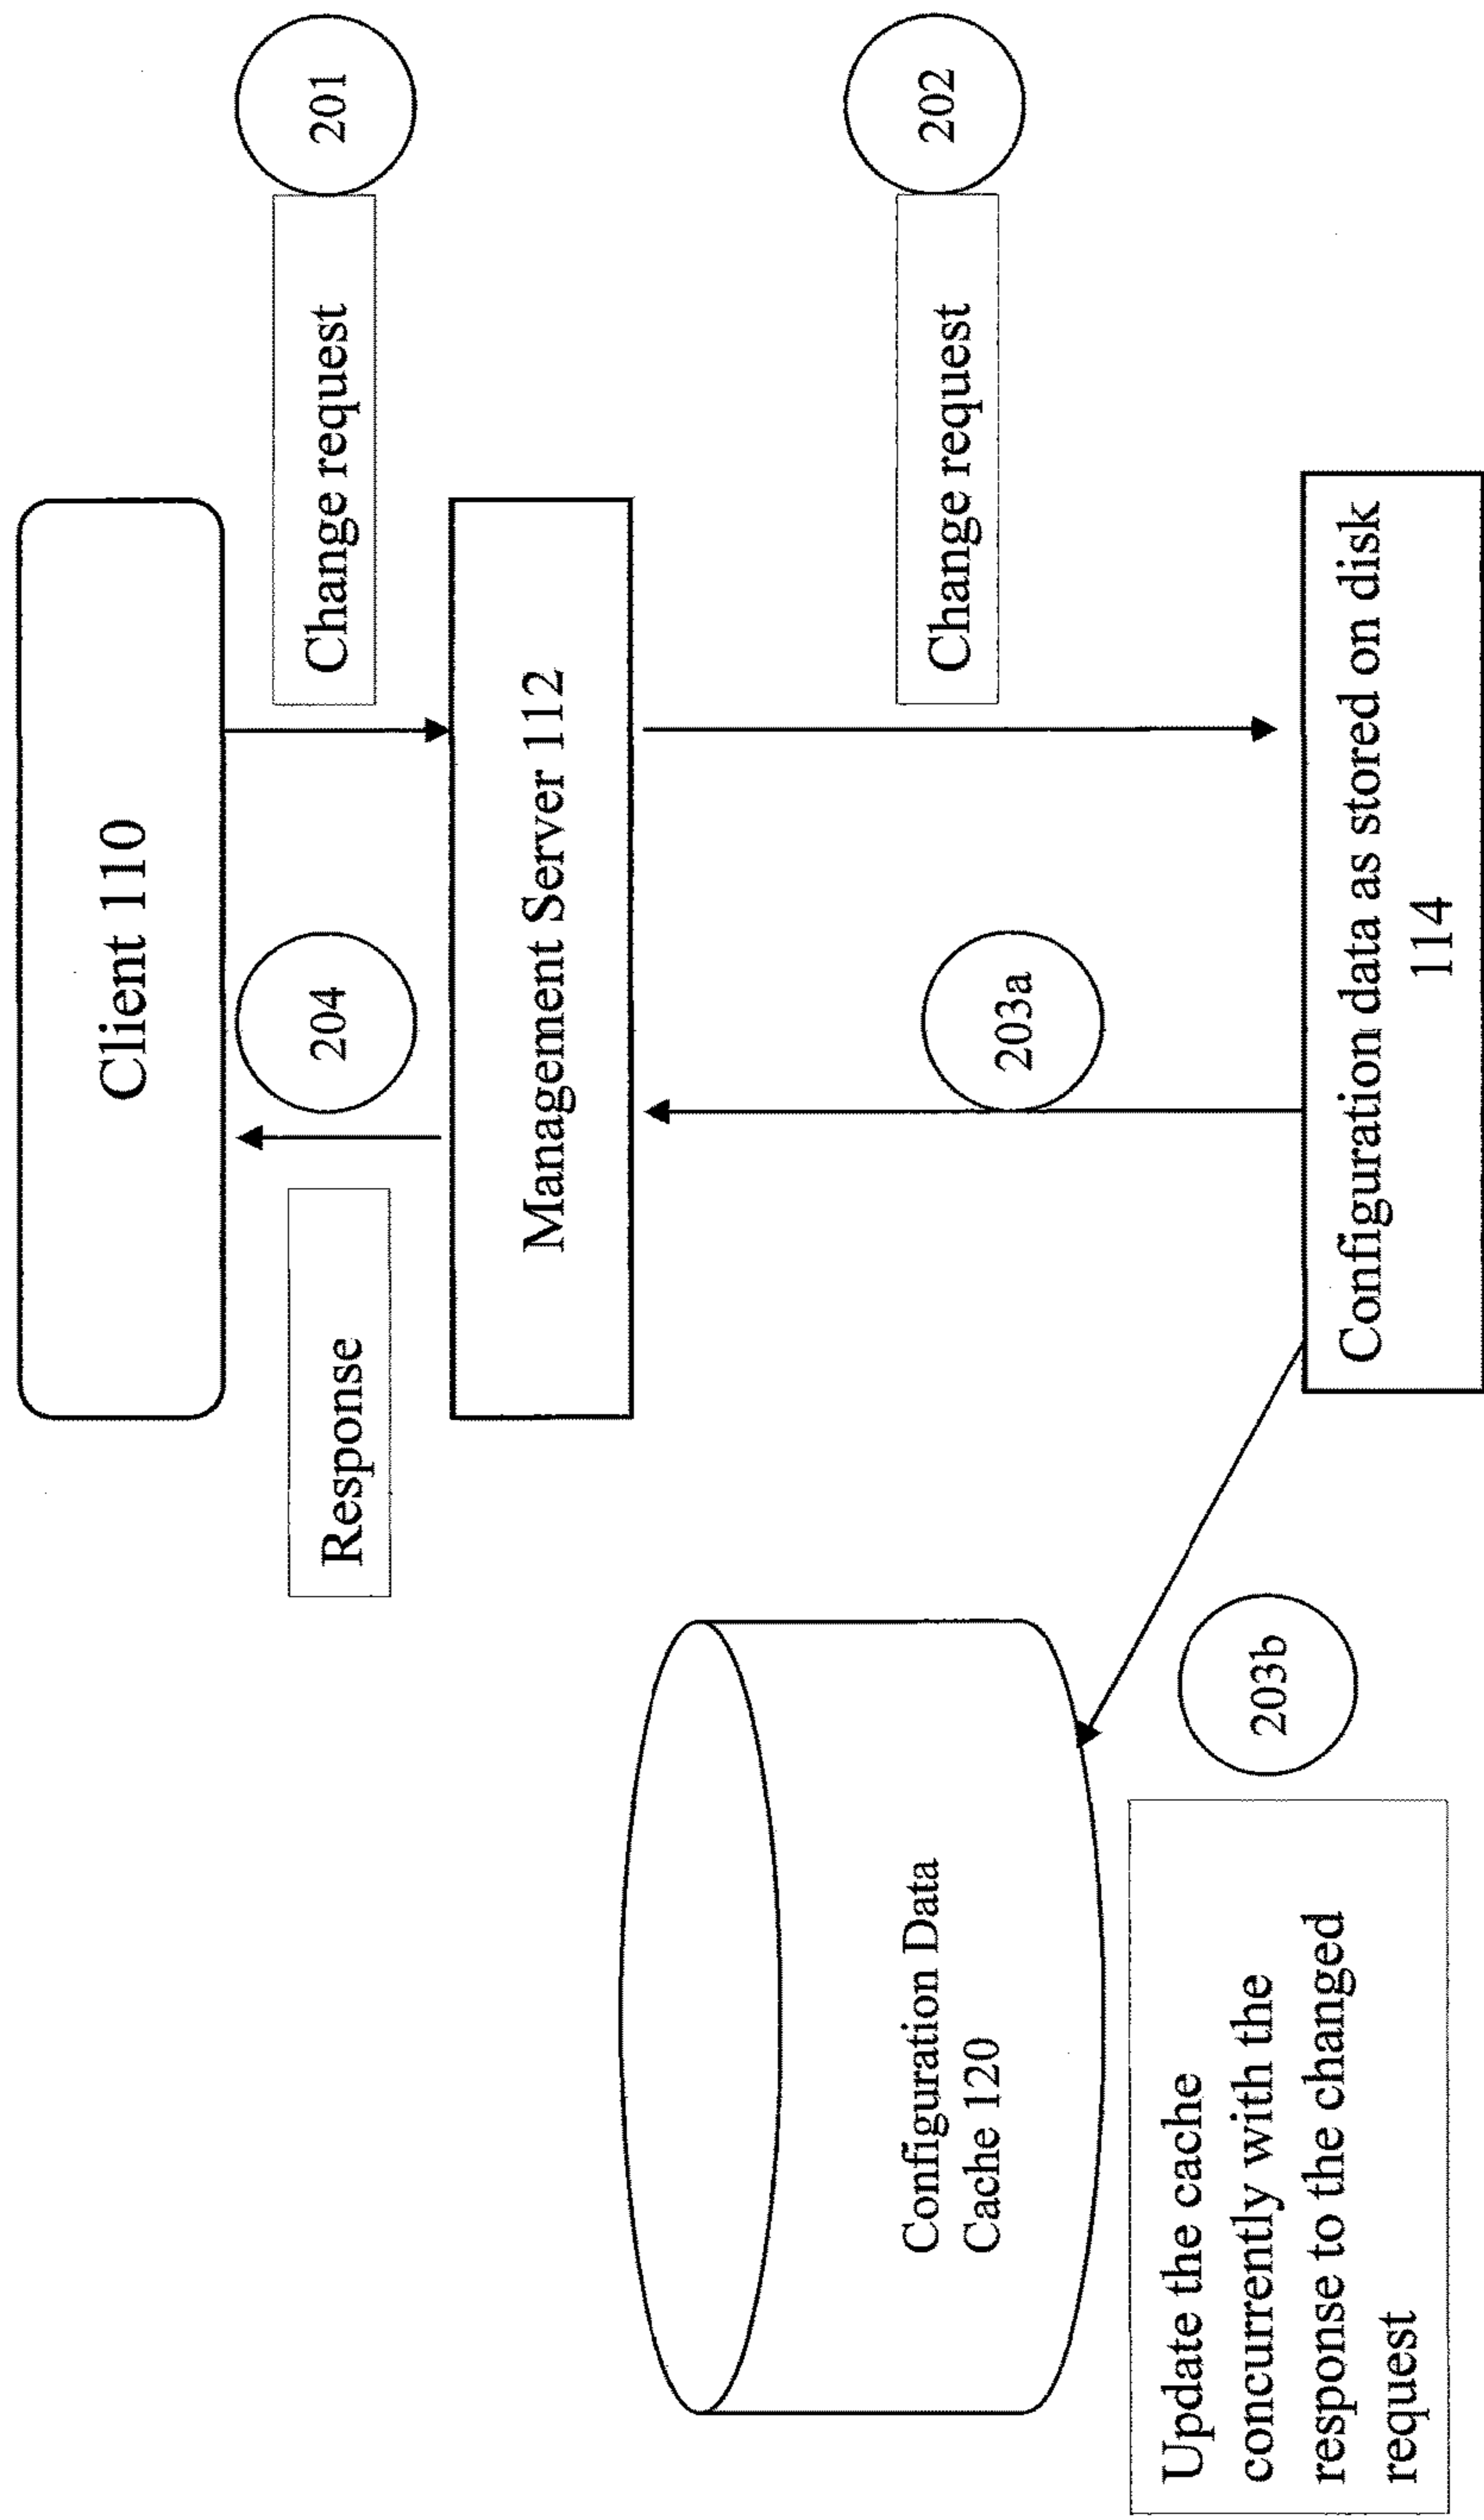 Client 110
201
Change request
204
Response
Management Server 112
202
Change request
203a
Configuration Data
Cache 120
203b
Update the cache
concurrently with the
response to the changed
request
Configuration data as stored on disk
114